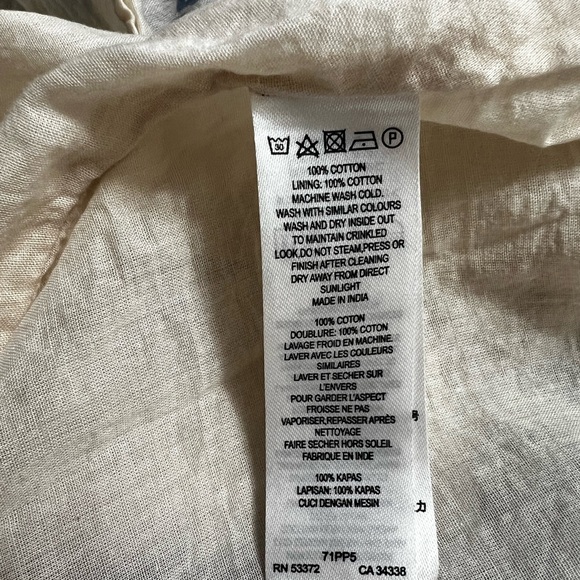 30 P
100% COTTON
LINING: 100% COTTON
MACHINE WASH COLD.
WASH WITH SIMILAR COLOURS
WASH AND DRY INSIDE OUT
TO MAINTAIN CRINKLED
LOOK.DO NOT STEAM,PRESS OR
FINISH AFTER CLEANING
DRY AWAY FROM DIRECT
SUNLIGHT
MADE IN INDIA
100% COTON
DOUBLURE: 100% COTON
LAVAGE FROID EN MACHINE.
LAVER AVEC LES COULEURS
SIMILAIRES
LAVER ET SECHER SUR
L'ENVERS
POUR GARDER L'ASPECT
FROISSE NE PAS
VAPORISER,REPASSER APRÈS
NETTOYAGE
FAIRE SECHER HORS SOLEIL
FABRIQUE EN INDE
100% KAPAS
LAPISAN: 100% KAPAS
CUCI DENGAN MESIN
71PP5
RN 53372 CA 34338
号
力